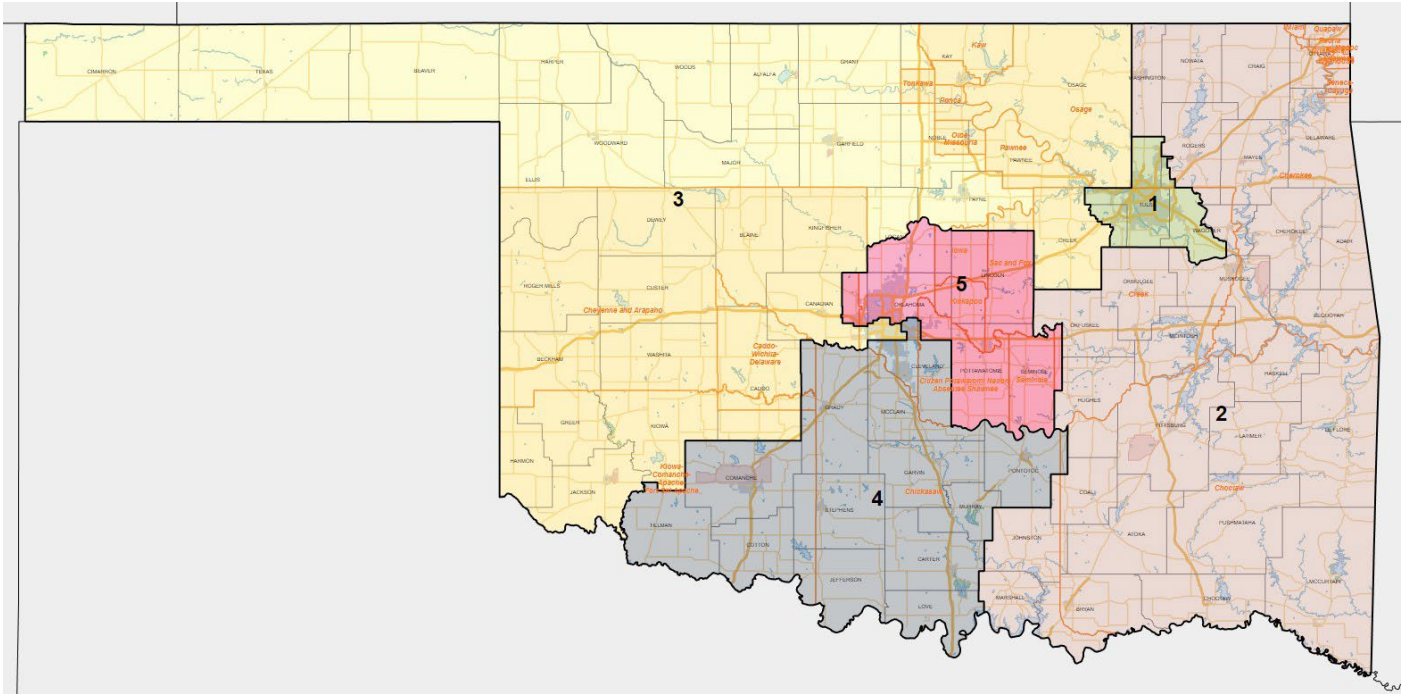 CIMARRON
TEXAS
BEAVER
HARPER
WOODS
ALFALFA
GRANT
KAY
Kaw
OSAGE
WASHINGTON
NOWATA
CRAIG
Miami
Quapaw
Tonkawa
Ponca
Osage
WOODWARD
MAJOR
GARFIELD
NOBLE
Otoe-
Missouria
Pawnee
PAWNEE
ROGERS
MAYES
DELAWARE
ELLIS
3
DEWEY
BLAINE
KINGFISHER
PAYNE
CREEK
1
WAGONER
Cherokee
CHEROKEE
ADAIR
ROGER MILLS
CUSTER
CANADIAN
Iowa
Sac and Fox
LINCOLN
5
OKLAHOMA
Kickapoo
OKMULGEE
Creek
MUSKOGEE
Cheyenne and Arapaho
BECKHAM
WASHITA
Caddo-
Wichita-
Delaware
CADDO
CLEVELAND
POTTAWATOMIE
SEMINOLE
Seminole
Citizen Potawatomi Nation-
Absentee Shawnee
OKFUSKEE
MCINTOSH
SEQUOYAH
HASKELL
GREER
KIOWA
GRADY
MCCLAIN
HUGHES
PITTSBURG
2
LATIMER
LE FLORE
HARMON
JACKSON
Kiowa-
Comanche-
Apache-
COMANCHE
GARVIN
PONTOTOC
4
Chickasaw
COAL
Choctaw
STEPHENS
MURRAY
TILLMAN
COTTON
JOHNSTON
ATOKA
PUSHMATAHA
CARTER
JEFFERSON
LOVE
MARSHALL
BRYAN
CHOCTAW
MCCURTAIN